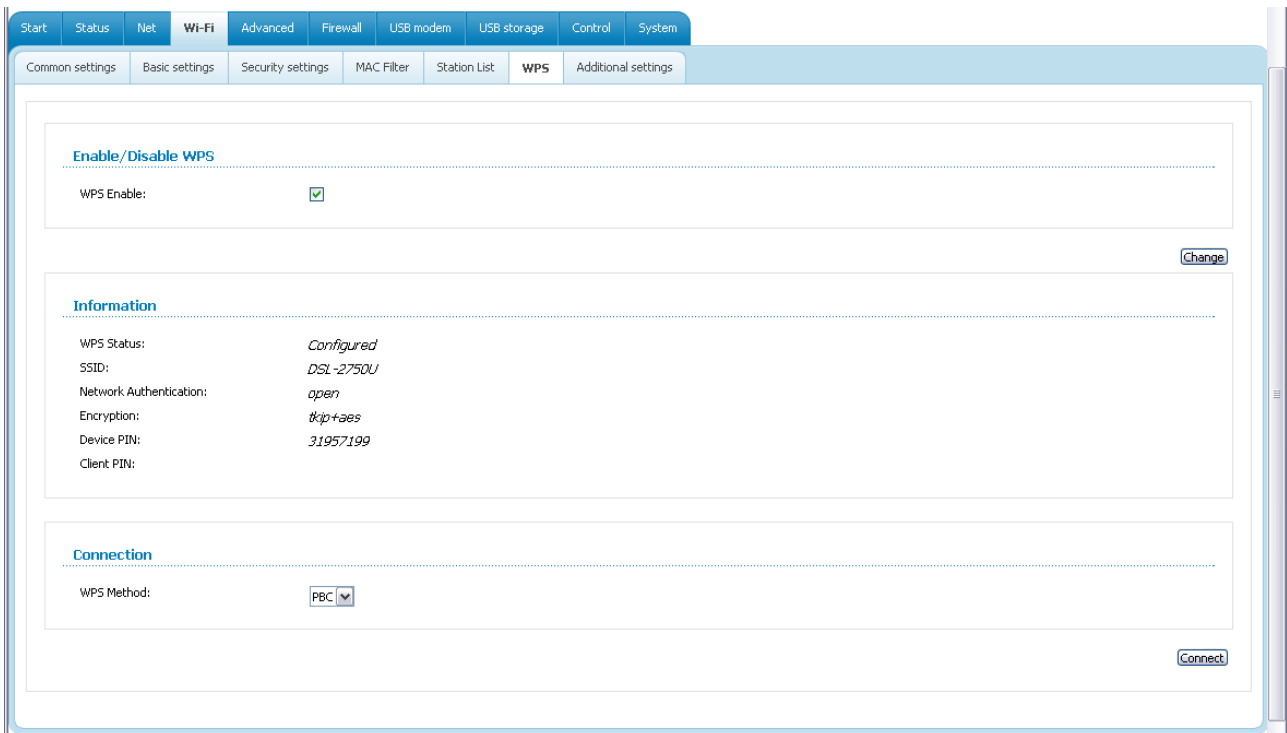 Start Status Net Wi-Fi Advanced Firewall USB modem USB storage Control System
Common settings Basic settings Security settings MAC Filter Station List WPS Additional settings
Enable/Disable WPS
WPS Enable:
Change
Information
WPS Status: Configured
SSID: DSL-2750U
Network Authentication: open
Encryption: tkip+aes
Device PIN: 31957199
Client PIN:
Connection
WPS Method: PBC
Connect